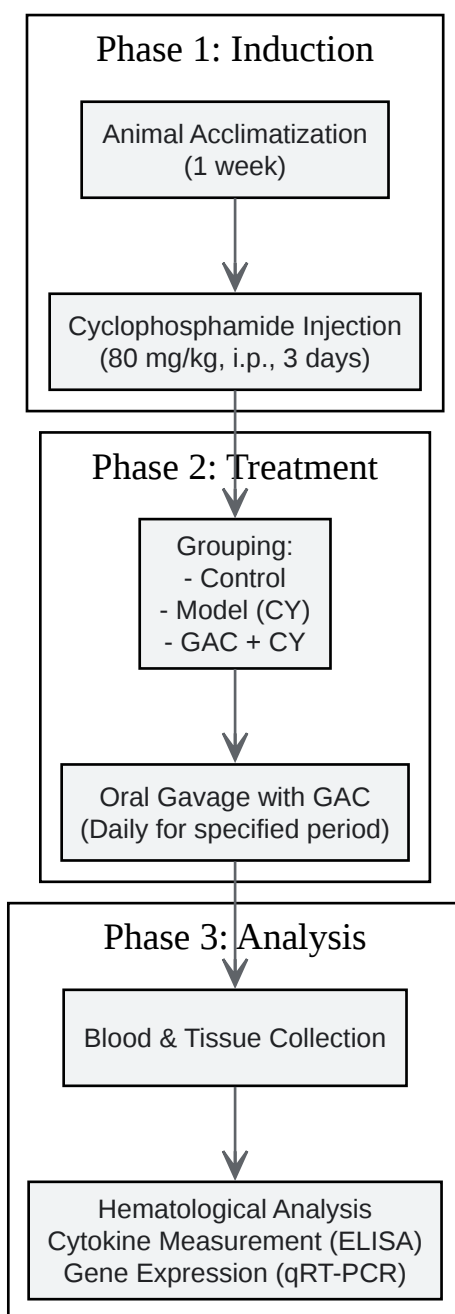 Phase 1: Induction
Animal Acclimatization
(1 week)
Cyclophosphamide Injection
(80 mg/kg, i.p., 3 days)
Phase 2: Treatment
Grouping:
- Control
- Model (CY)
- GAC + CY
Oral Gavage with GAC
(Daily for specified period)
Phase 3: Analysis
Blood & Tissue Collection
Hematological Analysis
Cytokine Measurement (ELISA)
Gene Expression (qRT-PCR)